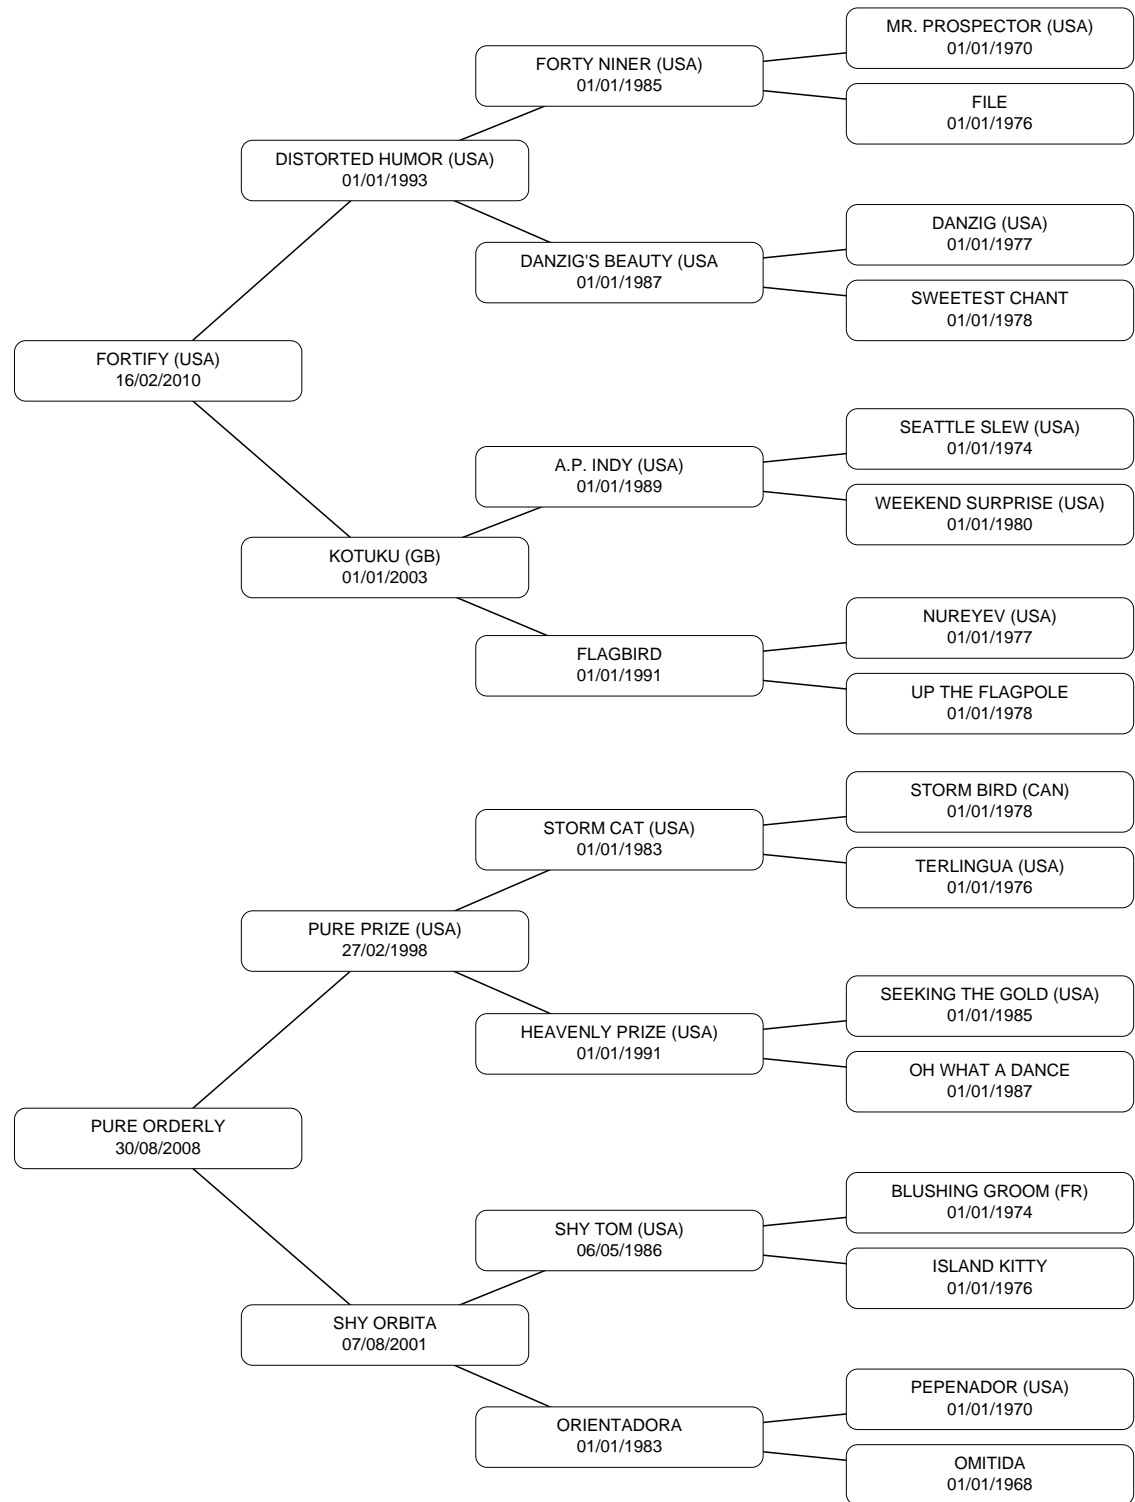 MR. PROSPECTOR (USA)
01/01/1970
FORTY NINER (USA)
01/01/1985
FILE
01/01/1976
DISTORTED HUMOR (USA)
01/01/1993
DANZIG (USA)
01/01/1977
DANZIG'S BEAUTY (USA
01/01/1987
SWEETEST CHANT
01/01/1978
FORTIFY (USA)
16/02/2010
SEATTLE SLEW (USA)
01/01/1974
A.P. INDY (USA)
01/01/1989
WEEKEND SURPRISE (USA)
01/01/1980
KOTUKU (GB)
01/01/2003
NUREYEV (USA)
01/01/1977
FLAGBIRD
01/01/1991
UP THE FLAGPOLE
01/01/1978
STORM BIRD (CAN)
01/01/1978
STORM CAT (USA)
01/01/1983
TERLINGUA (USA)
01/01/1976
PURE PRIZE (USA)
27/02/1998
SEEKING THE GOLD (USA)
01/01/1985
HEAVENLY PRIZE (USA)
01/01/1991
OH WHAT A DANCE
01/01/1987
PURE ORDERLY
30/08/2008
BLUSHING GROOM (FR)
01/01/1974
SHY TOM (USA)
06/05/1986
ISLAND KITTY
01/01/1976
SHY ORBITA
07/08/2001
PEPENADOR (USA)
01/01/1970
ORIENTADORA
01/01/1983
OMITIDA
01/01/1968